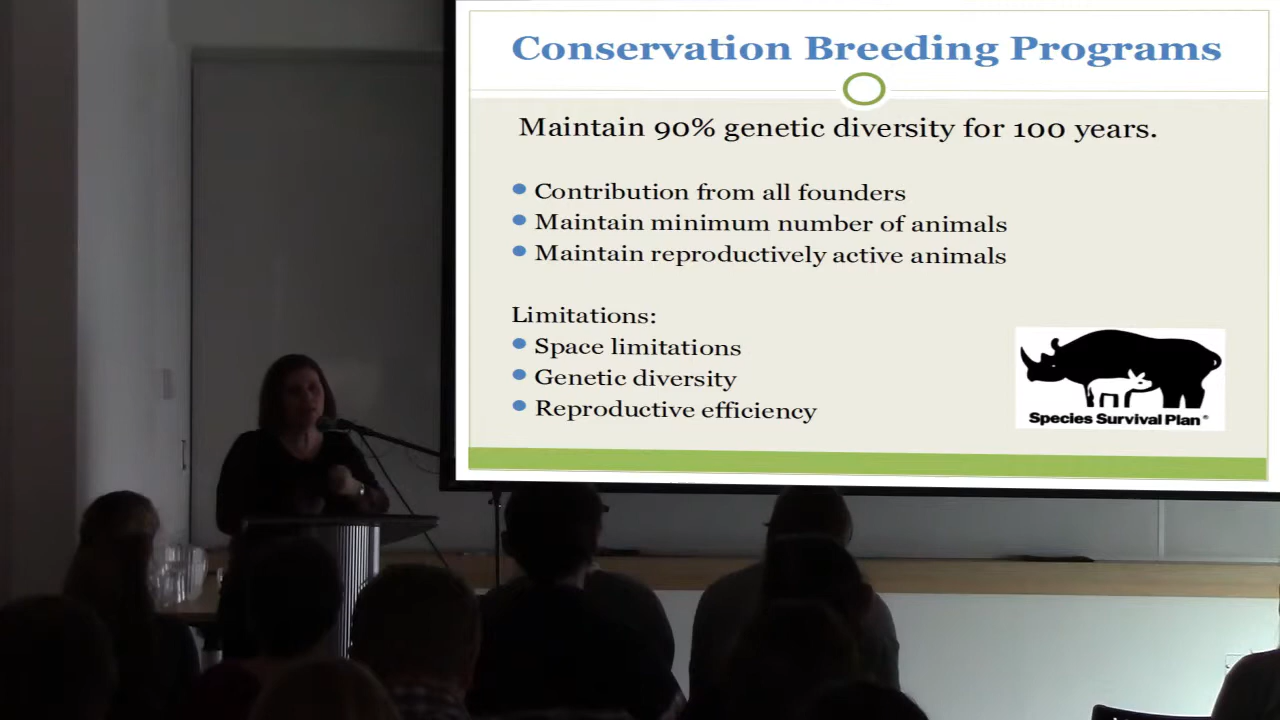 Conservation Breeding Programs
Maintain 90% genetic diversity for 100 years.
Contribution from all founders
Maintain minimum number of animals
Maintain reproductively active animals
Limitations:
Space limitations
Genetic diversity
Reproductive efficiency
Species Survival Plan®